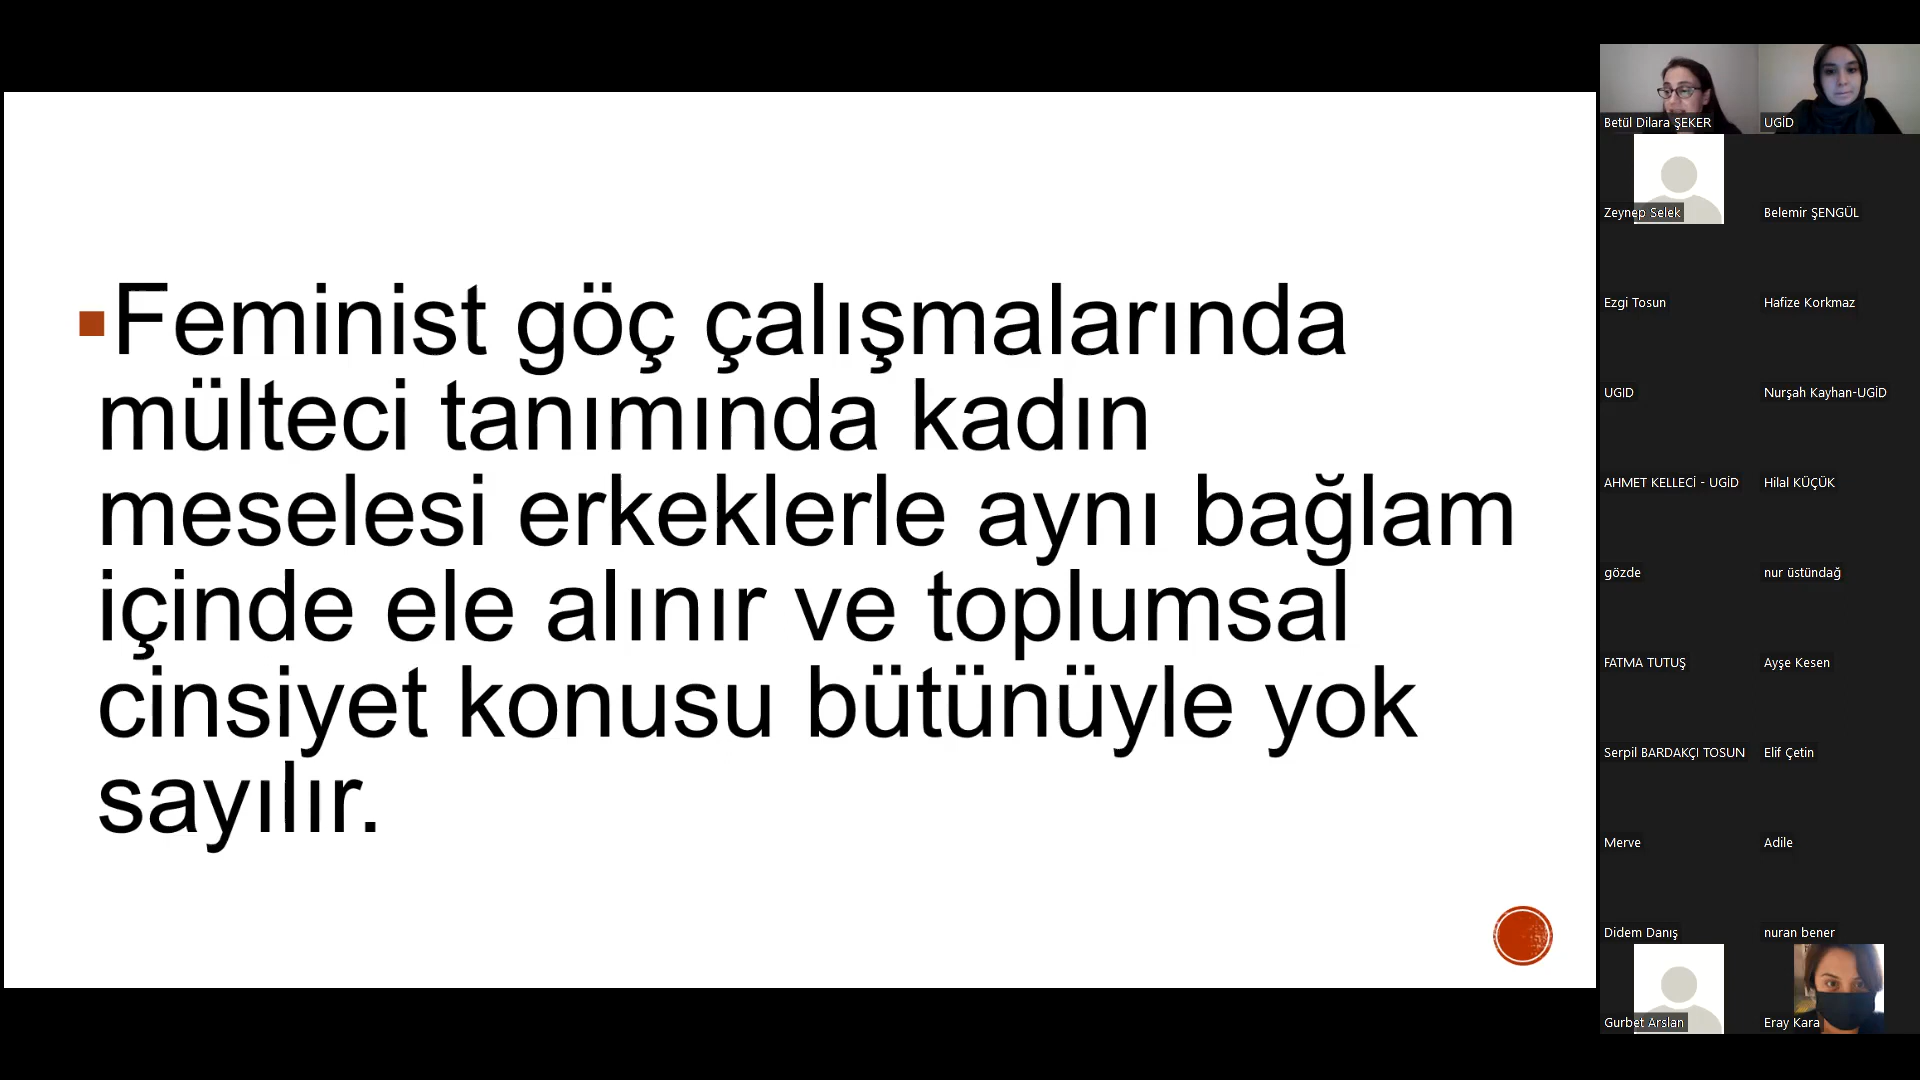 Feminist göç çalışmalarında
mülteci tanımında kadın
meselesi erkeklerle aynı bağlam
içinde ele alınır ve toplumsal
cinsiyet konusu bütünüyle yok
sayılır.
Betül Dilara ŞEKER
UGİD
Zeynep Selek
Belemir ŞENGÜL
Ezgi Tosun
Hafize Korkmaz
UGID
Nurşah Kayhan-UGİD
AHMET KELLECİ - UGİD
Hilal KÜÇÜK
gözde
nur üstündağ
FATMA TUTUŞ
Ayşe Kesen
Serpil BARDAKÇI TOSUN
Elif Çetin
Merve
Adile
Didem Danış
nuran bener
Gurbet Arslan
Eray Kara